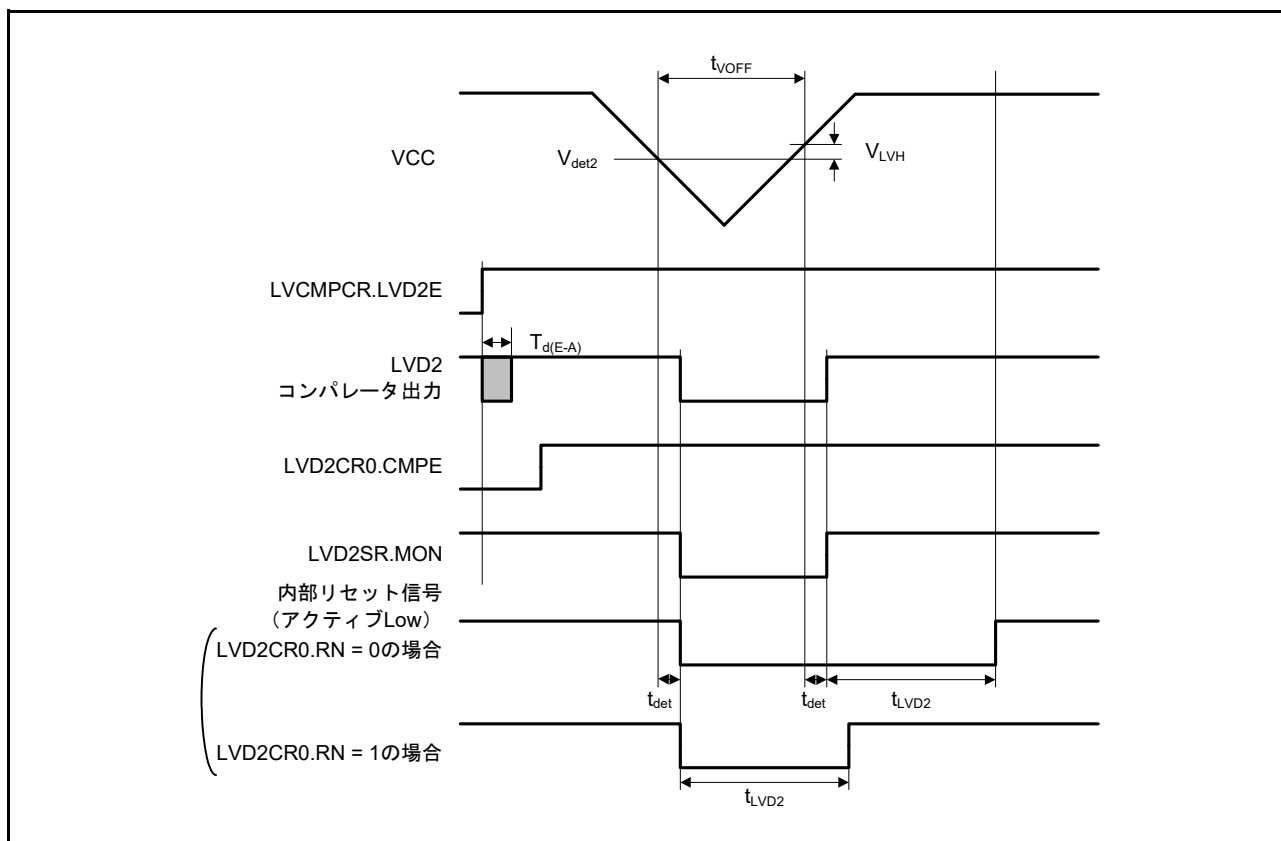 tVOFF
VCC
Vdet2
VLVH
LVCMPCR.LVD2E
Td(E-A)
LVD2
コンパレータ出力
LVD2CR0.CMPE
LVD2SR.MON
内部リセット信号
（アクティブLow）
LVD2CR0.RN = 0の場合
tdet
tdet
tLVD2
LVD2CR0.RN = 1の場合
tLVD2